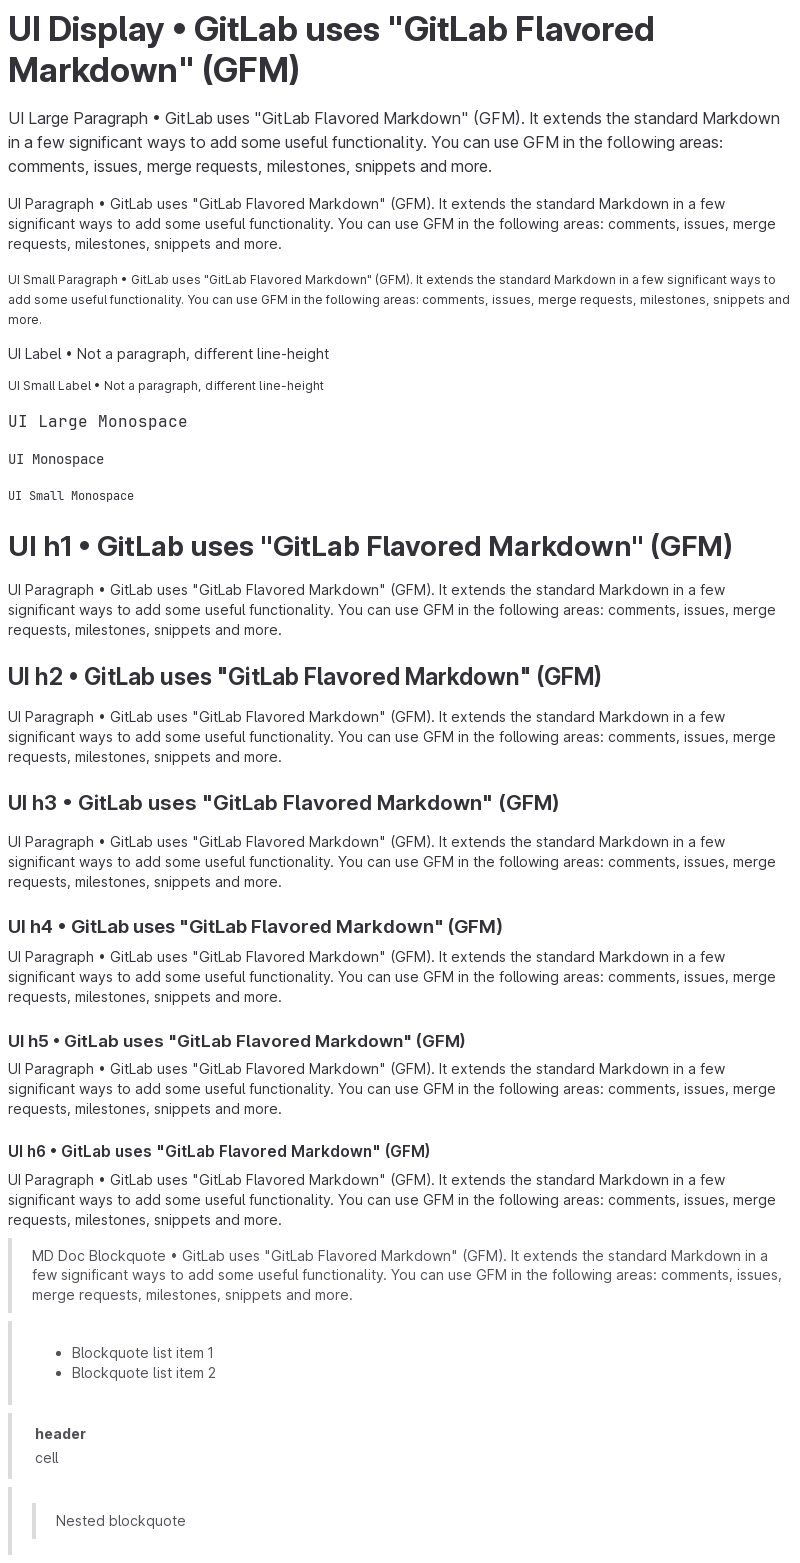 UI Display • GitLab uses "GitLab Flavored
Markdown" (GFM)
UI Large Paragraph • GitLab uses "GitLab Flavored Markdown" (GFM). It extends the standard Markdown
in a few significant ways to add some useful functionality. You can use GFM in the following areas:
comments, issues, merge requests, milestones, snippets and more.
UI Paragraph • GitLab uses "GitLab Flavored Markdown" (GFM). It extends the standard Markdown in a few
significant ways to add some useful functionality. You can use GFM in the following areas: comments, issues, merge
requests, milestones, snippets and more.
UI Small Paragraph • GitLab uses "GitLab Flavored Markdown" (GFM). It extends the standard Markdown in a few significant ways to
add some useful functionality. You can use GFM in the following areas: comments, issues, merge requests, milestones, snippets and
more.
UI Label • Not a paragraph, different line-height
UI Small Label • Not a paragraph, different line-height
UI Large Monospace
UI Monospace
UI Small Monospace
UI h1 • GitLab uses "GitLab Flavored Markdown" (GFM)
UI Paragraph • GitLab uses "GitLab Flavored Markdown" (GFM). It extends the standard Markdown in a few
significant ways to add some useful functionality. You can use GFM in the following areas: comments, issues, merge
requests, milestones, snippets and more.
UI h2 • GitLab uses "GitLab Flavored Markdown" (GFM)
UI Paragraph • GitLab uses "GitLab Flavored Markdown" (GFM). It extends the standard Markdown in a few
significant ways to add some useful functionality. You can use GFM in the following areas: comments, issues, merge
requests, milestones, snippets and more.
UI h3 • GitLab uses "GitLab Flavored Markdown" (GFM)
UI Paragraph • GitLab uses "GitLab Flavored Markdown" (GFM). It extends the standard Markdown in a few
significant ways to add some useful functionality. You can use GFM in the following areas: comments, issues, merge
requests, milestones, snippets and more.
UI h4 • GitLab uses "GitLab Flavored Markdown" (GFM)
UI Paragraph • GitLab uses "GitLab Flavored Markdown" (GFM). It extends the standard Markdown in a few
significant ways to add some useful functionality. You can use GFM in the following areas: comments, issues, merge
requests, milestones, snippets and more.
UI h5 • GitLab uses "GitLab Flavored Markdown" (GFM)
UI Paragraph • GitLab uses "GitLab Flavored Markdown" (GFM). It extends the standard Markdown in a few
significant ways to add some useful functionality. You can use GFM in the following areas: comments, issues, merge
requests, milestones, snippets and more.
UI h6 • GitLab uses "GitLab Flavored Markdown" (GFM)
UI Paragraph • GitLab uses "GitLab Flavored Markdown" (GFM). It extends the standard Markdown in a few
significant ways to add some useful functionality. You can use GFM in the following areas: comments, issues, merge
requests, milestones, snippets and more.
MD Doc Blockquote • GitLab uses "GitLab Flavored Markdown" (GFM). It extends the standard Markdown in a
few significant ways to add some useful functionality. You can use GFM in the following areas: comments, issues,
merge requests, milestones, snippets and more.
• Blockquote list item 1
• Blockquote list item 2
header
cell
Nested blockquote